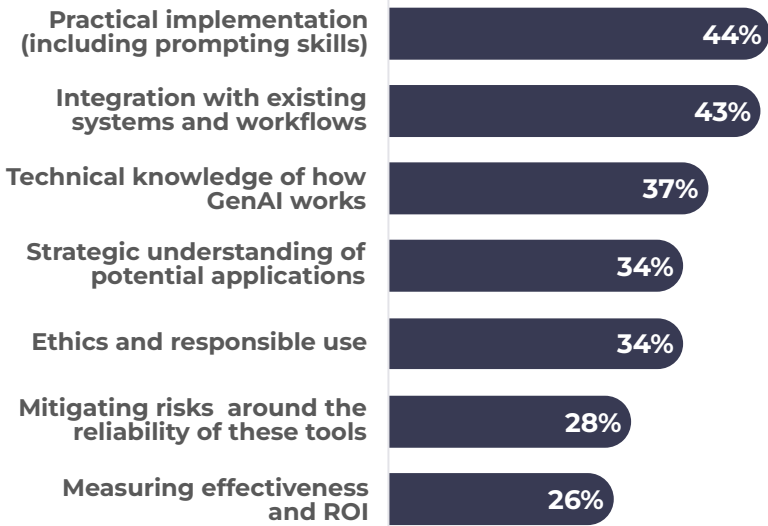 Practical implementation
(including prompting skills)
44%
Integration with existing
systems and workflows
43%
Technical knowledge of how
GenAI works
37%
Strategic understanding of
potential applications
34%
Ethics and responsible use
34%
Mitigating risks around the
reliability of these tools
28%
Measuring effectiveness
and ROI
26%